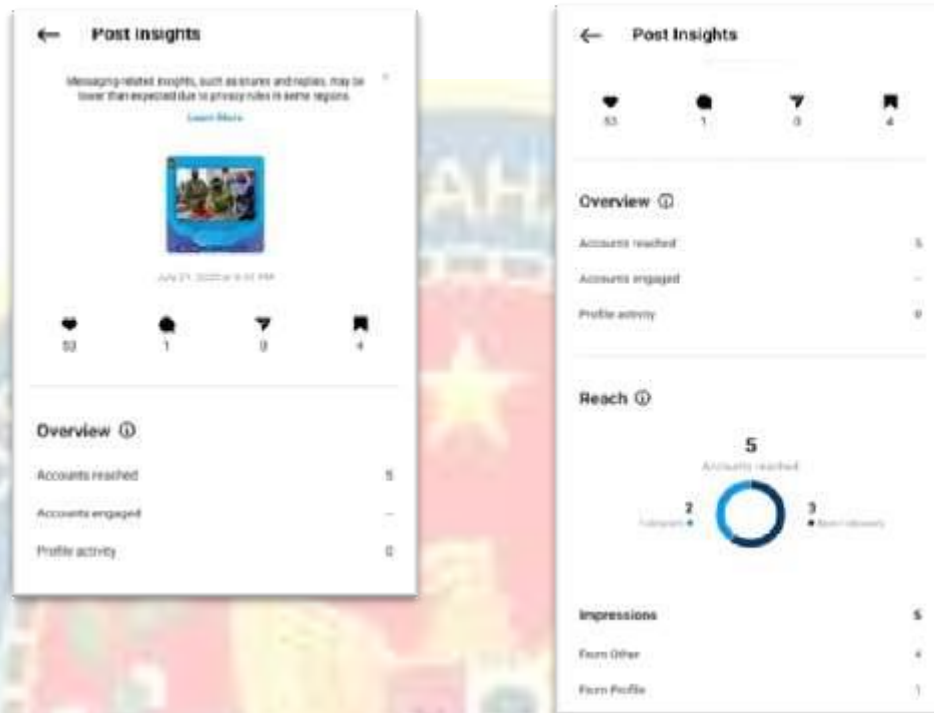 Post Insights
Messaging-related insights, such as shares and replies, may be
lower than expected due to privacy rules in some regions.
Learn More
53 1 0 4
Overview
Accounts reached 5
Accounts engaged --
Profile activity 0
Post Insights
53 1 0 4
Overview
Accounts reached 5
Accounts engaged --
Profile activity 0
Reach
5
Accounts reached
2 3
Followers Non-Followers
Impressions 5
From Other 4
From Profile 1
AH